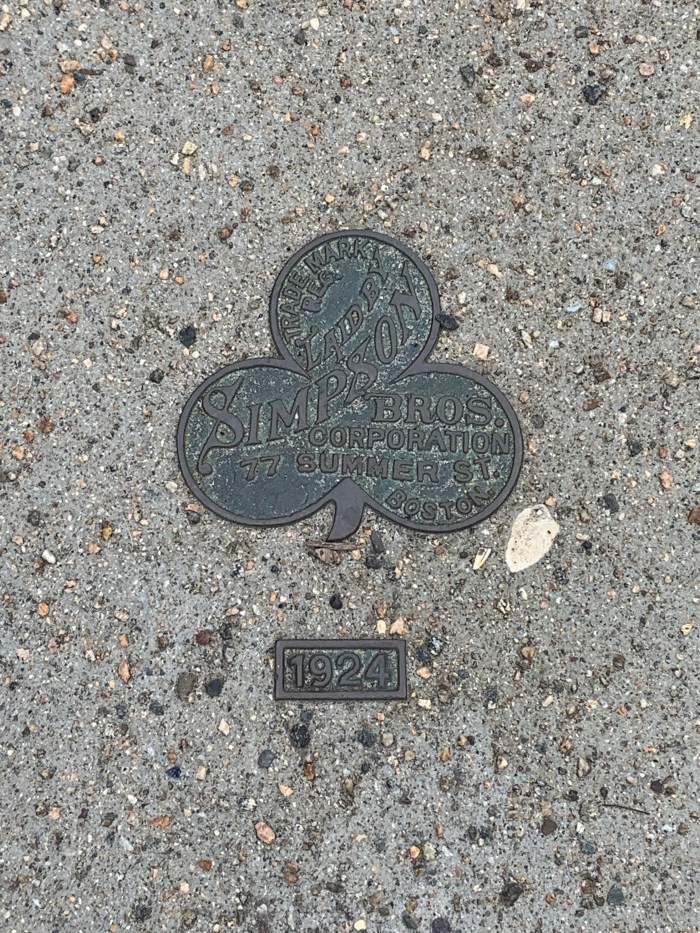 TRADE MARK
REG.
LAID BY
SIMPSON
BROS.
CORPORATION
77 SUMMER ST.
BOSTON.
1924